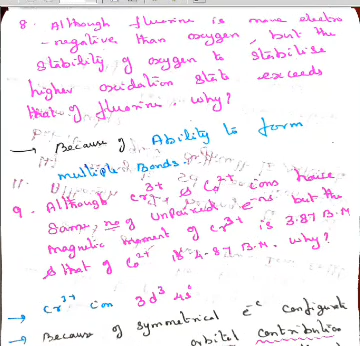 8. Although fluorine is more electro
- negative than oxygen, but the
stability of oxygen to stabilise
higher oxidation state exceeds
that of fluorine. why?
→ Because of Ability to form
multiple Bonds.
9. Although Cr3+ & Co2+ ions have
same no of unpaired e-ns but the
magnetic moment of Cr3+ is 3.87 B.M
& that of Co2+ is 4.87 B.M. why?
→ Cr3+ ion 3d3 4s0
→ Because of symmetrical e-c configurat
orbital contribution